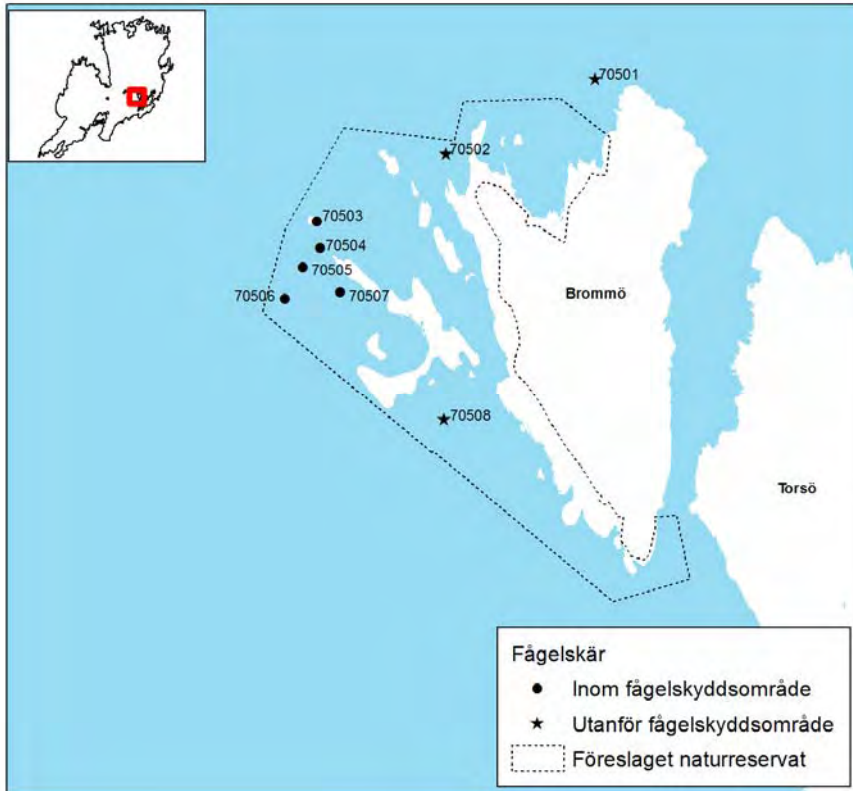 70501
70502
70503
70504
70505
70506
70507
Brommö
70508
Torsö
Fågelskär
Inom fågelskyddsområde
Utanför fågelskyddsområde
Föreslaget naturreservat